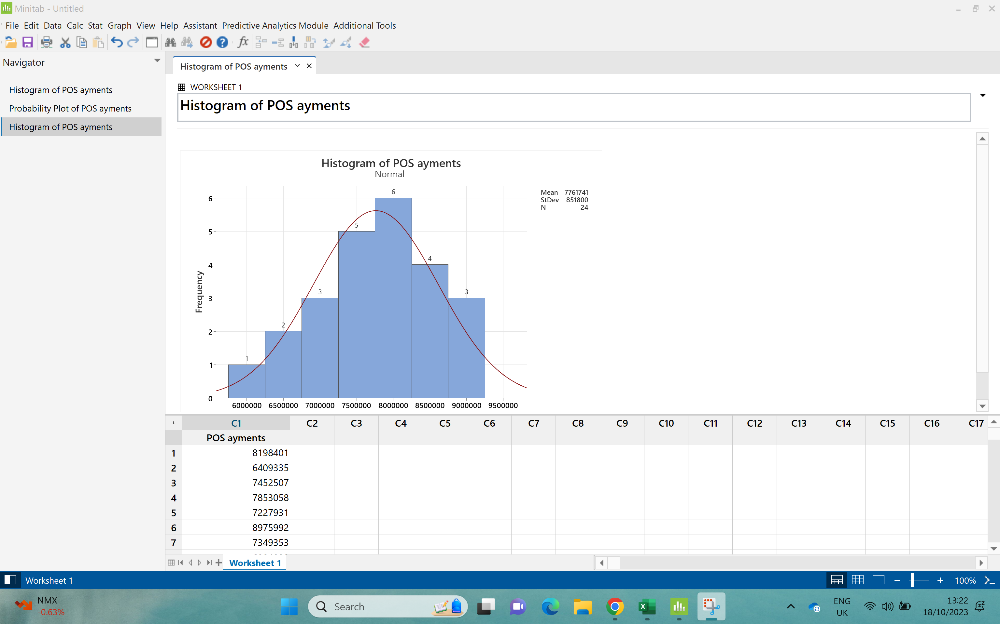 Minitab - Untitled
File Edit Data Calc Stat Graph View Help Assistant Predictive Analytics Module Additional Tools
Navigator
Histogram of POS ayments
Probability Plot of POS ayments
Histogram of POS ayments
Histogram of POS ayments
WORKSHEET 1
Histogram of POS ayments
Histogram of POS ayments
Normal
Mean 7761741
StDev 851800
N 24
Frequency
6
5
4
3
2
1
0
1
2
3
5
6
4
3
6000000 6500000 7000000 7500000 8000000 8500000 9000000 9500000
C1 C2 C3 C4 C5 C6 C7 C8 C9 C10 C11 C12 C13 C14 C15 C16 C17
POS ayments
1 8198401
2 6409335
3 7452507
4 7853058
5 7227931
6 8975992
7 7349353
Worksheet 1
Worksheet 1
100%
NMX
-0.63%
Search
ENG
UK
13:22
18/10/2023